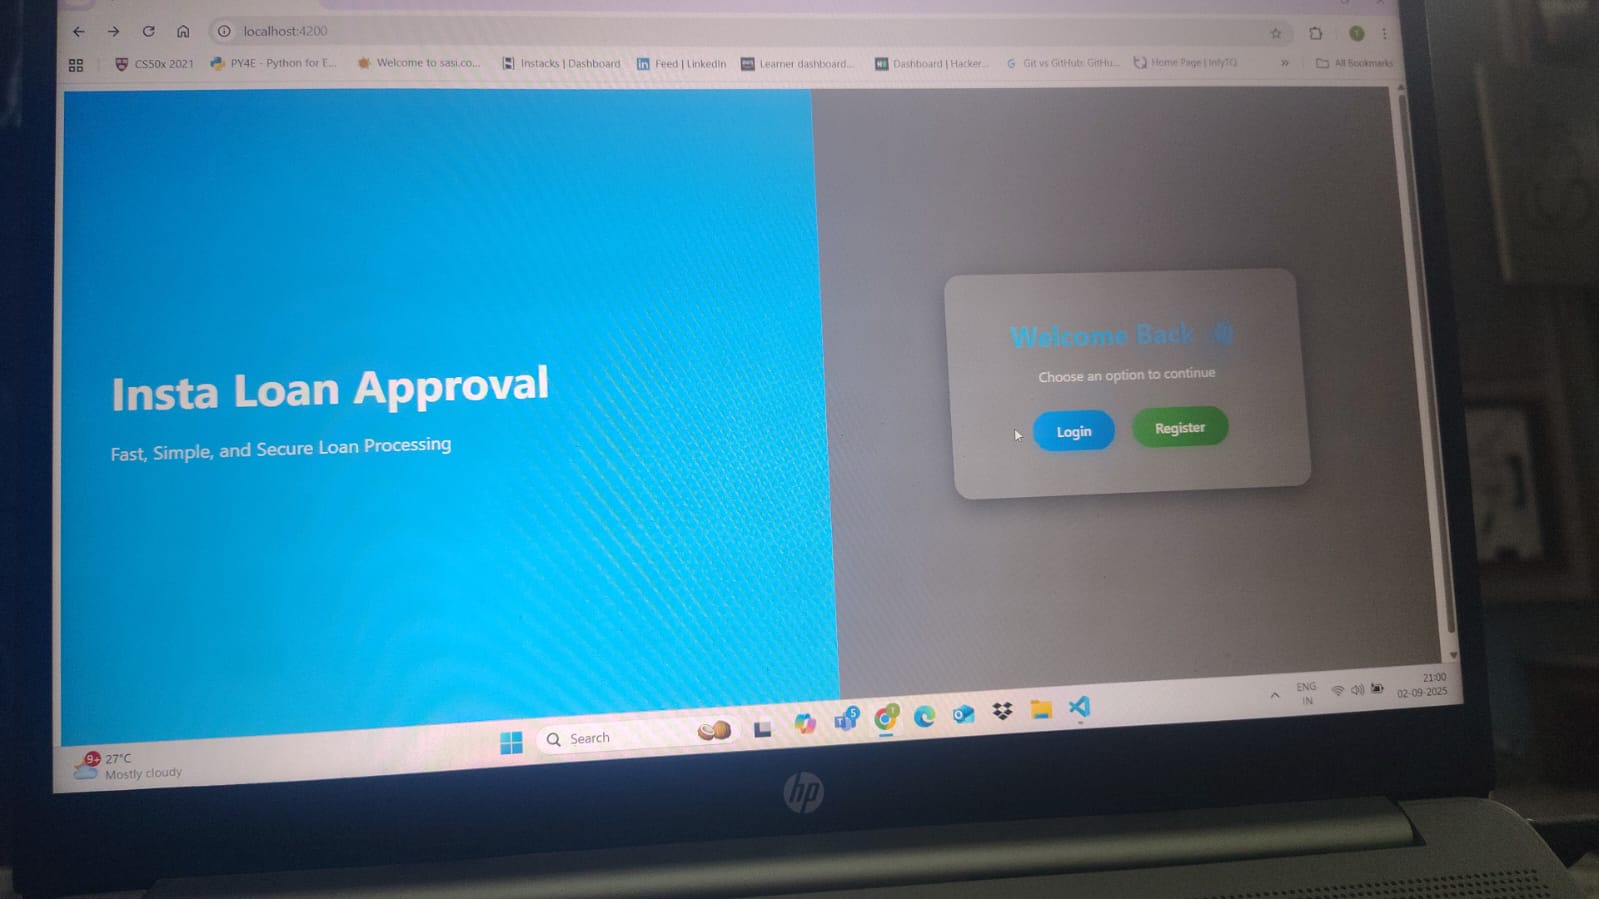 localhost:4200
CS50x 2021 PY4E - Python for E... Welcome to sasi.co... Instacks | Dashboard Feed | LinkedIn Learner dashboard... Dashboard | Hacker... Git vs GitHub: GitHu... Home Page | InfyTQ » All Bookmarks
Insta Loan Approval
Fast, Simple, and Secure Loan Processing
Welcome Back
Choose an option to continue
Login Register
9+ 27°C
Mostly cloudy
Search
5
ENG
IN
21:00
02-09-2025
hp